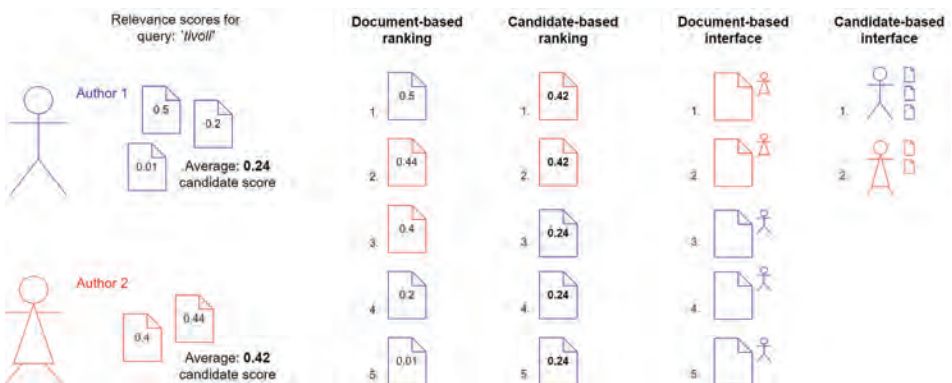 Relevance scores for
query: 'tivoli'
Author 1
0.5
0.2
0.01
Average: 0.24
candidate score
Author 2
0.4
0.44
Average: 0.42
candidate score
Document-based
ranking
1.
0.5
2.
0.44
3.
0.4
4.
0.2
5.
0.01
Candidate-based
ranking
1.
0.42
2.
0.42
3.
0.24
4.
0.24
5.
0.24
Document-based
interface
1.
2.
3.
4.
5.
Candidate-based
interface
1.
2.